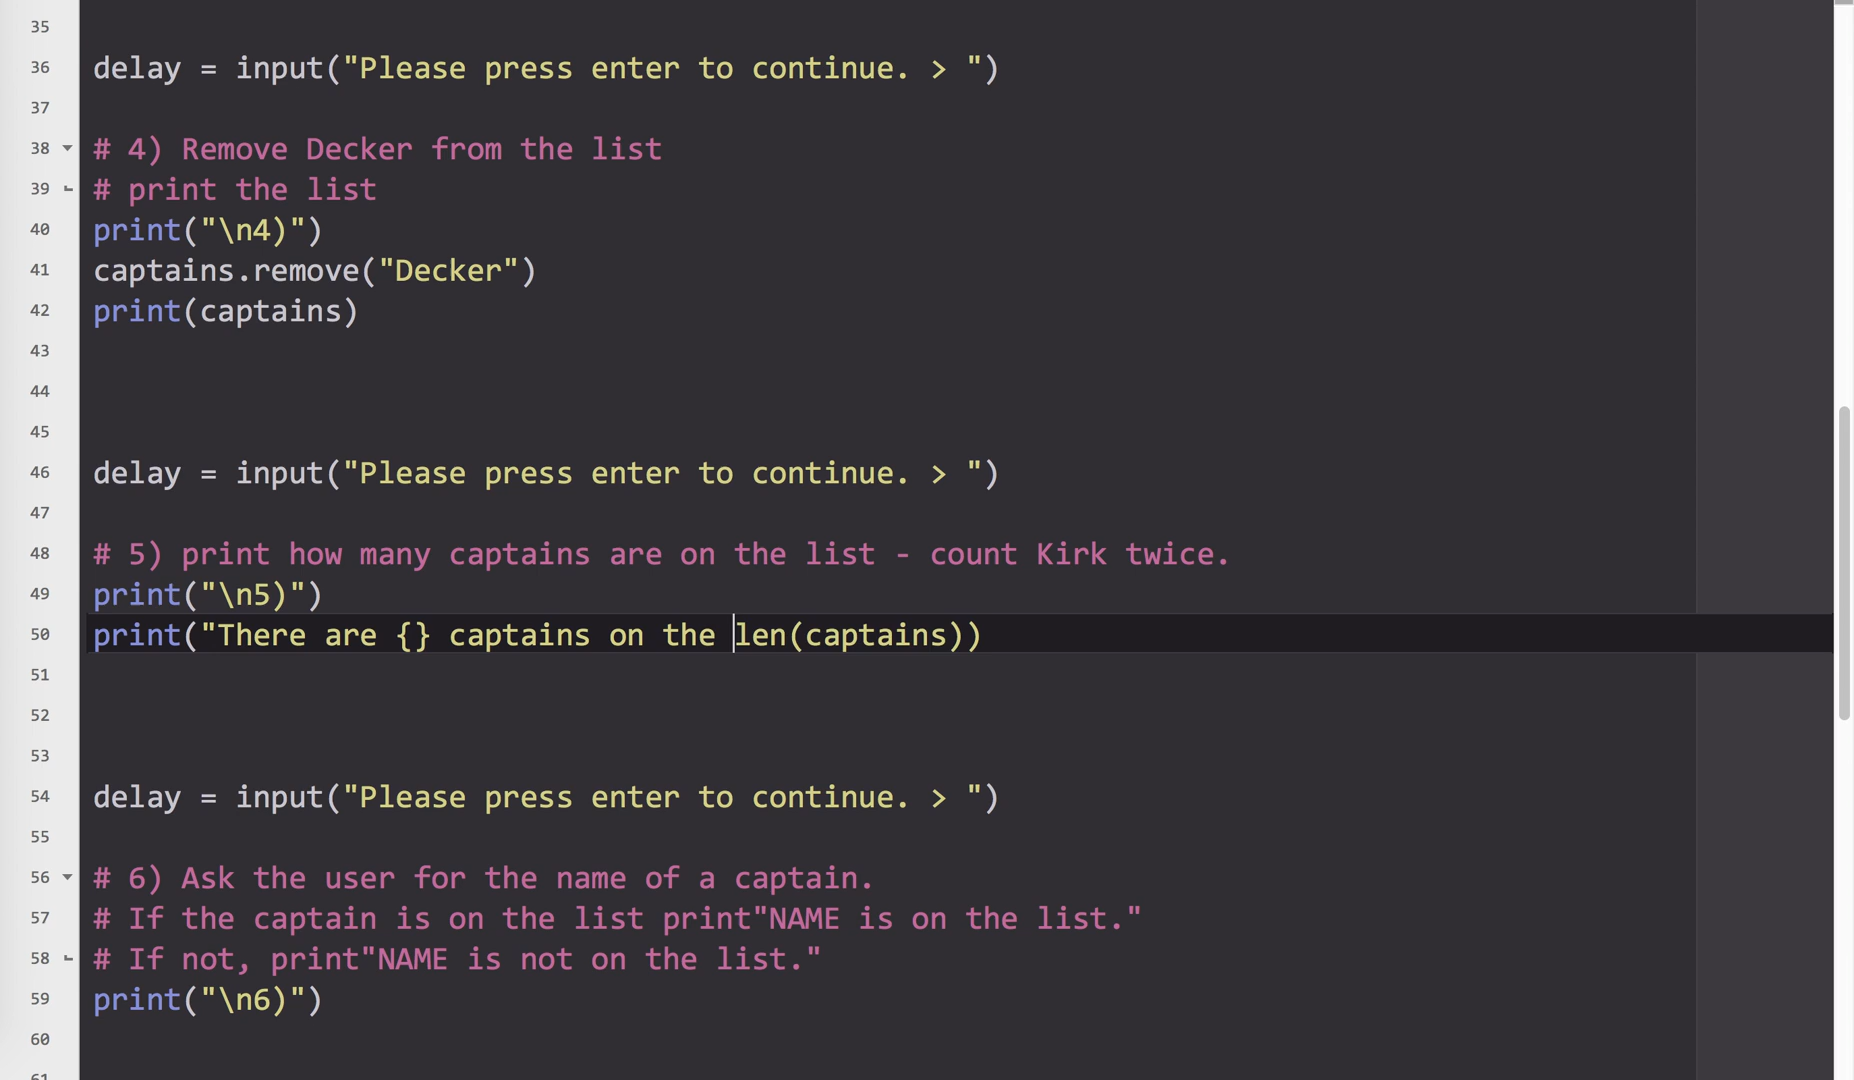 35
36 delay = input("Please press enter to continue. > ")
37
38 # 4) Remove Decker from the list
39 # print the list
40 print("\n4)")
41 captains.remove("Decker")
42 print(captains)
43
44
45
46 delay = input("Please press enter to continue. > ")
47
48 # 5) print how many captains are on the list - count Kirk twice.
49 print("\n5)")
50 print("There are {} captains on the len(captains))
51
52
53
54 delay = input("Please press enter to continue. > ")
55
56 # 6) Ask the user for the name of a captain.
57 # If the captain is on the list print"NAME is on the list."
58 # If not, print"NAME is not on the list."
59 print("\n6)")
60
61